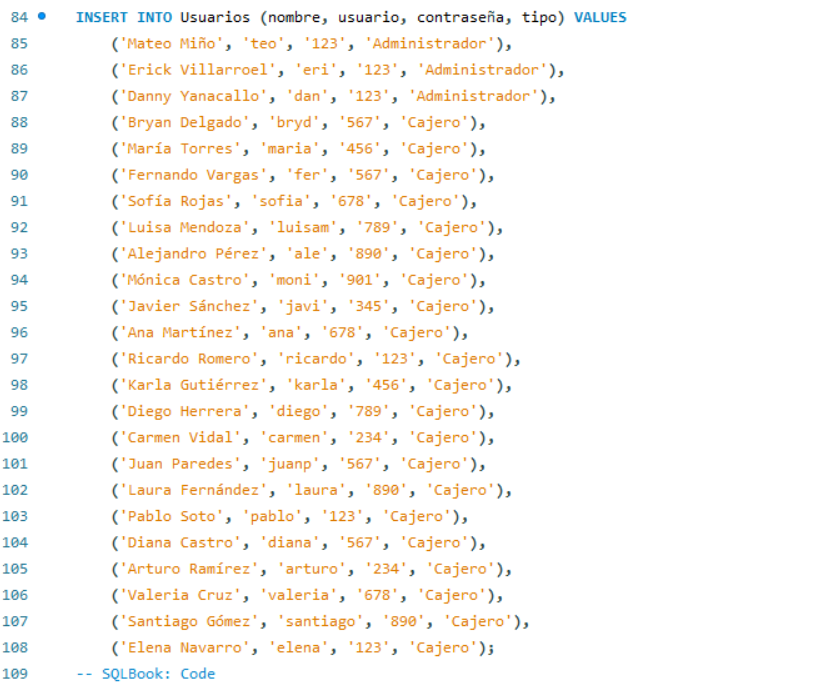 84 INSERT INTO Usuarios (nombre, usuario, contraseña, tipo) VALUES
85 ('Mateo Miño', 'teo', '123', 'Administrador'),
86 ('Erick Villarroel', 'eri', '123', 'Administrador'),
87 ('Danny Yanacallo', 'dan', '123', 'Administrador'),
88 ('Bryan Delgado', 'bryd', '567', 'Cajero'),
89 ('María Torres', 'maria', '456', 'Cajero'),
90 ('Fernando Vargas', 'fer', '567', 'Cajero'),
91 ('Sofía Rojas', 'sofia', '678', 'Cajero'),
92 ('Luisa Mendoza', 'luisam', '789', 'Cajero'),
93 ('Alejandro Pérez', 'ale', '890', 'Cajero'),
94 ('Mónica Castro', 'moni', '901', 'Cajero'),
95 ('Javier Sánchez', 'javi', '345', 'Cajero'),
96 ('Ana Martínez', 'ana', '678', 'Cajero'),
97 ('Ricardo Romero', 'ricardo', '123', 'Cajero'),
98 ('Karla Gutiérrez', 'karla', '456', 'Cajero'),
99 ('Diego Herrera', 'diego', '789', 'Cajero'),
100 ('Carmen Vidal', 'carmen', '234', 'Cajero'),
101 ('Juan Paredes', 'juanp', '567', 'Cajero'),
102 ('Laura Fernández', 'laura', '890', 'Cajero'),
103 ('Pablo Soto', 'pablo', '123', 'Cajero'),
104 ('Diana Castro', 'diana', '567', 'Cajero'),
105 ('Arturo Ramírez', 'arturo', '234', 'Cajero'),
106 ('Valeria Cruz', 'valeria', '678', 'Cajero'),
107 ('Santiago Gómez', 'santiago', '890', 'Cajero'),
108 ('Elena Navarro', 'elena', '123', 'Cajero');
109 -- SQLBook: Code